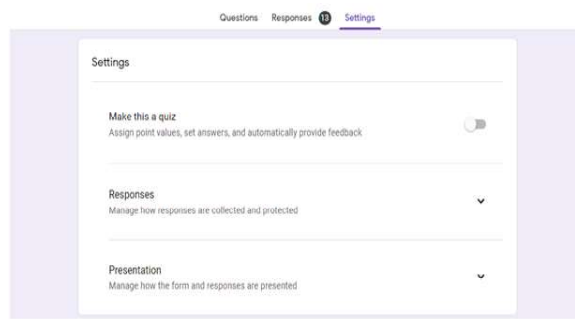 Questions Responses 13 Settings
Settings
Make this a quiz
Assign point values, set answers, and automatically provide feedback
Responses
Manage how responses are collected and protected
Presentation
Manage how the form and responses are presented